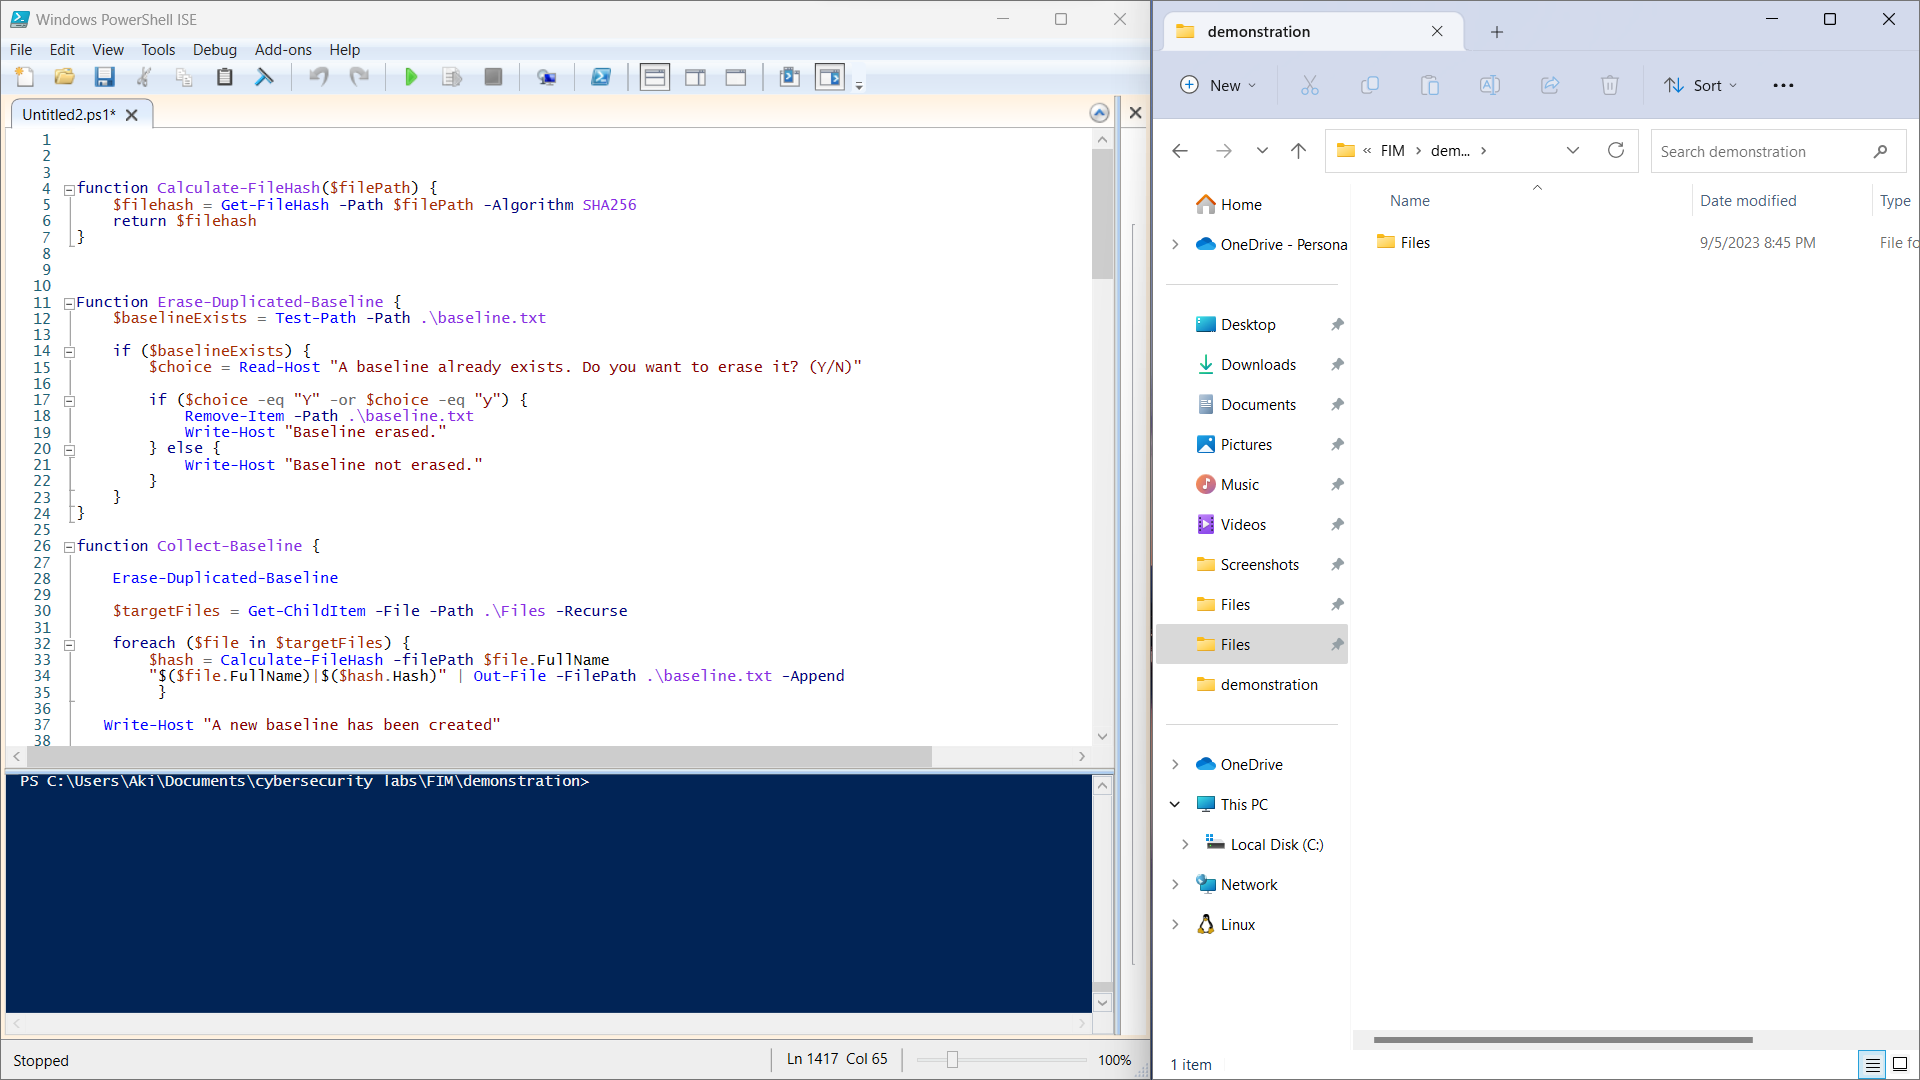 Windows PowerShell ISE
File Edit View Tools Debug Add-ons Help
Untitled2.ps1*
1
2
3
4 function Calculate-FileHash($filePath) {
5     $filehash = Get-FileHash -Path $filePath -Algorithm SHA256
6     return $filehash
7 }
8
9
10
11 Function Erase-Duplicated-Baseline {
12     $baselineExists = Test-Path -Path .\baseline.txt
13
14     if ($baselineExists) {
15         $choice = Read-Host "A baseline already exists. Do you want to erase it? (Y/N)"
16
17         if ($choice -eq "Y" -or $choice -eq "y") {
18             Remove-Item -Path .\baseline.txt
19             Write-Host "Baseline erased."
20         } else {
21             Write-Host "Baseline not erased."
22         }
23     }
24 }
25
26 function Collect-Baseline {
27
28     Erase-Duplicated-Baseline
29
30     $targetFiles = Get-ChildItem -File -Path .\Files -Recurse
31
32     foreach ($file in $targetFiles) {
33         $hash = Calculate-FileHash -filePath $file.FullName
34         "$($file.FullName)|$($hash.Hash)" | Out-File -FilePath .\baseline.txt -Append
35          }
36
37    Write-Host "A new baseline has been created"
38
PS C:\Users\Aki\Documents\cybersecurity labs\FIM\demonstration>
Stopped
Ln 1417 Col 65
100%
demonstration
New
Sort
« FIM > dem... >
Search demonstration
Name Date modified Type
Files 9/5/2023 8:45 PM File fo
Home
OneDrive - Persona
Desktop
Downloads
Documents
Pictures
Music
Videos
Screenshots
Files
Files
demonstration
OneDrive
This PC
Local Disk (C:)
Network
Linux
1 item